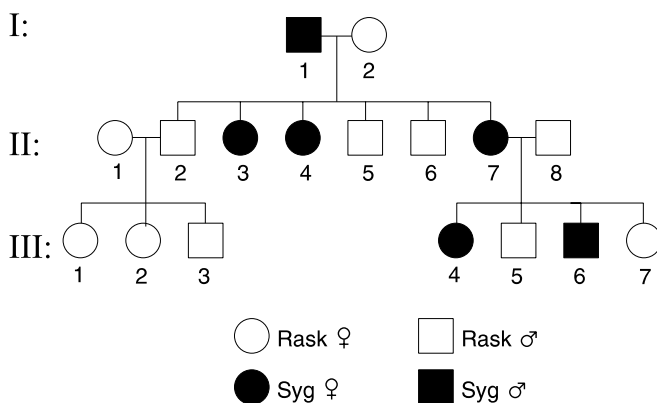 I:
1 2
II:
1 2 3 4 5 6 7 8
III:
1 2 3 4 5 6 7
Rask ♀ Rask ♂
Syg ♀ Syg ♂